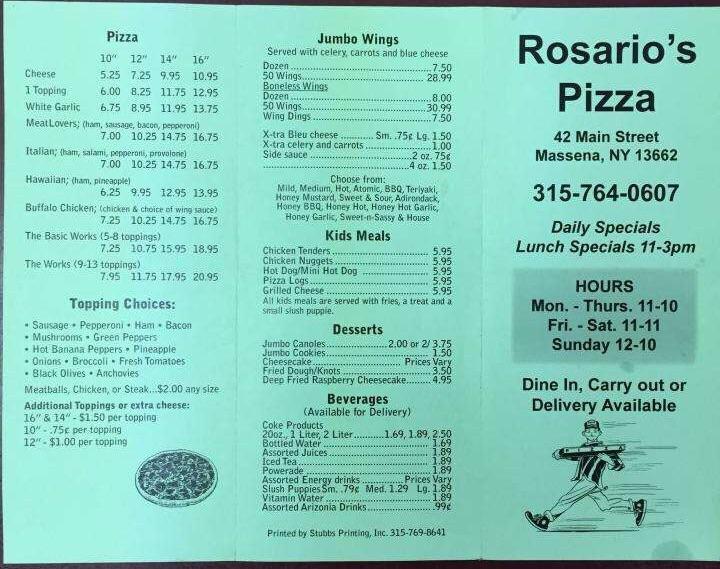 Pizza
10" 12" 14" 16"
Cheese 5.25 7.25 9.95 10.95
1 Topping 6.00 8.25 11.75 12.95
White Garlic 6.75 8.95 11.95 13.75
MeatLovers; (ham, sausage, bacon, pepperoni)
7.00 10.25 14.75 16.75
Italian; (ham, salami, pepperoni, provolone)
7.00 10.25 14.75 16.75
Hawaiian; (ham, pineapple)
6.25 9.95 12.95 13.95
Buffalo Chicken; (chicken & choice of wing sauce)
7.25 10.25 14.75 16.75
The Basic Works (5-8 toppings)
7.25 10.75 15.95 18.95
The Works (9-13 toppings)
7.95 11.75 17.95 20.95
Topping Choices:
• Sausage • Pepperoni • Ham • Bacon
• Mushrooms • Green Peppers
• Hot Banana Peppers • Pineapple
• Onions • Broccoli • Fresh Tomatoes
• Black Olives • Anchovies
Meatballs, Chicken, or Steak...$2.00 any size
Additional Toppings or extra cheese:
16" & 14" - $1.50 per topping
10" - .75¢ per topping
12" - $1.00 per topping
Jumbo Wings
Served with celery, carrots and blue cheese
Dozen 7.50
50 Wings 28.99
Boneless Wings
Dozen 8.00
50 Wings 30.99
Wing Dings 7.50
X-tra Bleu cheese Sm. .75¢ Lg. 1.50
X-tra celery and carrots 1.00
Side sauce 2 oz. 75¢
4 oz. 1.50
Choose from:
Mild, Medium, Hot, Atomic, BBQ, Teriyaki,
Honey Mustard, Sweet & Sour, Adirondack,
Honey BBQ, Honey Hot, Honey Hot Garlic,
Honey Garlic, Sweet-n-Sassy & House
Kids Meals
Chicken Tenders 5.95
Chicken Nuggets 5.95
Hot Dog/Mini Hot Dog 5.95
Pizza Logs 5.95
Grilled Cheese 5.95
All kids meals are served with fries, a treat and a
small slush puppie.
Desserts
Jumbo Canoles 2.00 or 2/ 3.75
Jumbo Cookies 1.50
Cheesecake Prices Vary
Fried Dough/Knots 3.50
Deep Fried Raspberry Cheesecake 4.95
Beverages
(Available for Delivery)
Coke Products
20oz., 1 Liter, 2 Liter 1.69, 1.89, 2.50
Bottled Water 1.69
Assorted Juices 1.89
Iced Tea 1.89
Powerade 1.89
Assorted Energy drinks Prices Vary
Slush Puppies Sm. .79¢ Med. 1.29 Lg. 1.89
Vitamin Water 1.89
Assorted Arizonia Drinks .99¢
Printed by Stubbs Printing, Inc. 315-769-8641
Rosario's
Pizza
42 Main Street
Massena, NY 13662
315-764-0607
Daily Specials
Lunch Specials 11-3pm
HOURS
Mon. - Thurs. 11-10
Fri. - Sat. 11-11
Sunday 12-10
Dine In, Carry out or
Delivery Available